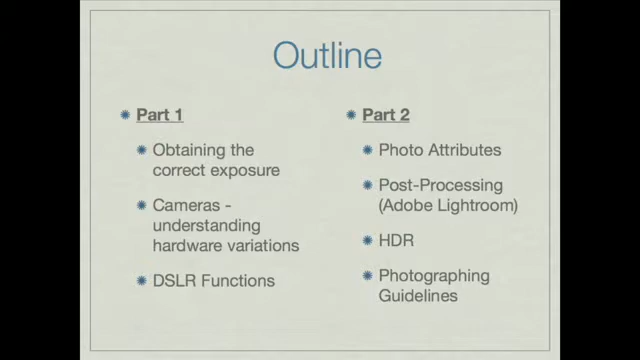 Outline
Part 1
Obtaining the
correct exposure
Cameras -
understanding
hardware variations
DSLR Functions
Part 2
Photo Attributes
Post-Processing
(Adobe Lightroom)
HDR
Photographing
Guidelines